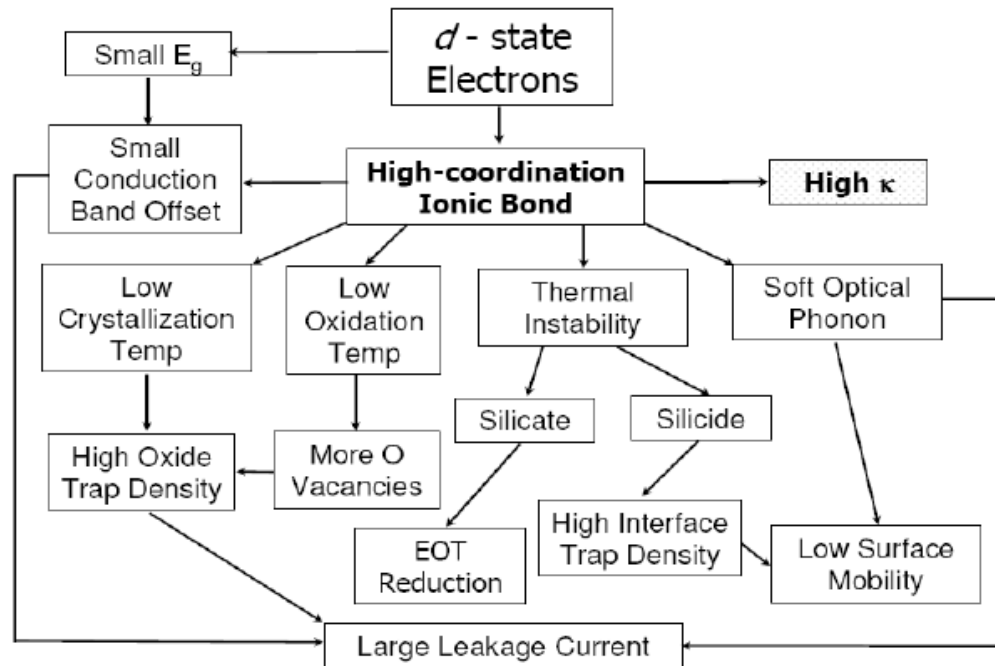 d - state
Electrons
Small Eg
Small
Conduction
Band Offset
High-coordination
Ionic Bond
High κ
Low
Crystallization
Temp
Low
Oxidation
Temp
Thermal
Instability
Soft Optical
Phonon
Silicate
Silicide
High Oxide
Trap Density
More O
Vacancies
EOT
Reduction
High Interface
Trap Density
Low Surface
Mobility
Large Leakage Current